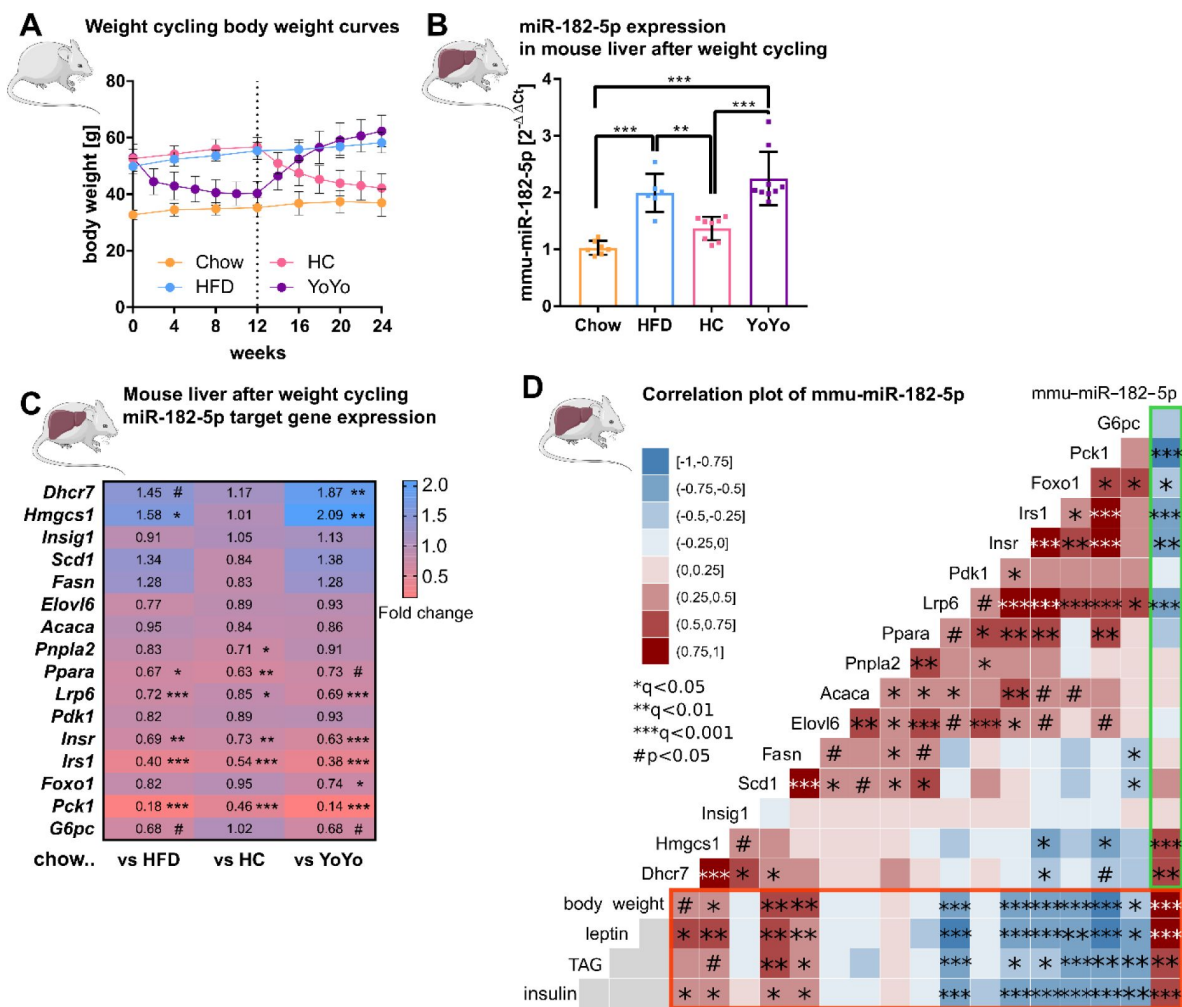 A Weight cycling body weight curves
body weight [g]
80
60
40
20
0
Chow
HFD
HC
YoYo
0 4 8 12 16 20 24
weeks
B miR-182-5p expression
in mouse liver after weight cycling
mmu-miR-182-5p [2^-ΔΔCt]
4
3
2
1
0
***
*** ** ***
Chow HFD HC YoYo
C Mouse liver after weight cycling
miR-182-5p target gene expression
Dhcr7 1.45 # 1.17 1.87 **
Hmgcs1 1.58 * 1.01 2.09 **
Insig1 0.91 1.05 1.13
Scd1 1.34 0.84 1.38
Fasn 1.28 0.83 1.28
Elovl6 0.77 0.89 0.93
Acaca 0.95 0.84 0.86
Pnpla2 0.83 0.71 * 0.91
Ppara 0.67 * 0.63 ** 0.73 #
Lrp6 0.72 *** 0.85 * 0.69 ***
Pdk1 0.82 0.89 0.93
Insr 0.69 ** 0.73 ** 0.63 ***
Irs1 0.40 *** 0.54 *** 0.38 ***
Foxo1 0.82 0.95 0.74 *
Pck1 0.18 *** 0.46 *** 0.14 ***
G6pc 0.68 # 1.02 0.68 #
chow.. vs HFD vs HC vs YoYo
2.0
1.5
1.0
0.5
Fold change
D Correlation plot of mmu-miR-182-5p
[-1,-0.75]
(-0.75,-0.5]
(-0.5,-0.25]
(-0.25,0]
(0,0.25]
(0.25,0.5]
(0.5,0.75]
(0.75,1]
*q<0.05
**q<0.01
***q<0.001
#p<0.05
mmu-miR-182-5p
G6pc
Pck1 ***
Foxo1 * * *
Irs1 * *** ***
Insr *** ** *** **
Pdk1 *
Lrp6 # *** *** *** *** * ***
Ppara # * ** ** **
Pnpla2 ** *
Acaca * * * ** # #
Elovl6 ** * *** # *** * # #
Fasn # * # *
Scd1 *** * # * * *
Insig1
Hmgcs1 # * * ***
Dhcr7 *** * * * # **
body weight # * ** ** *** *** *** *** *** * ***
leptin * ** ** ** *** *** *** ** *** * ***
TAG # ** * *** * * *** ** ** **
insulin * * * * *** *** *** *** *** ** ***